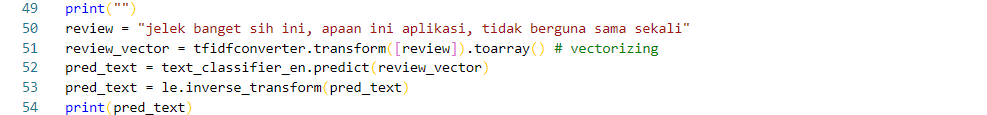 49 print("")
50 review = "jelek banget sih ini, apaan ini aplikasi, tidak berguna sama sekali"
51 review_vector = tfidfconverter.transform([review]).toarray() # vectorizing
52 pred_text = text_classifier_en.predict(review_vector)
53 pred_text = le.inverse_transform(pred_text)
54 print(pred_text)